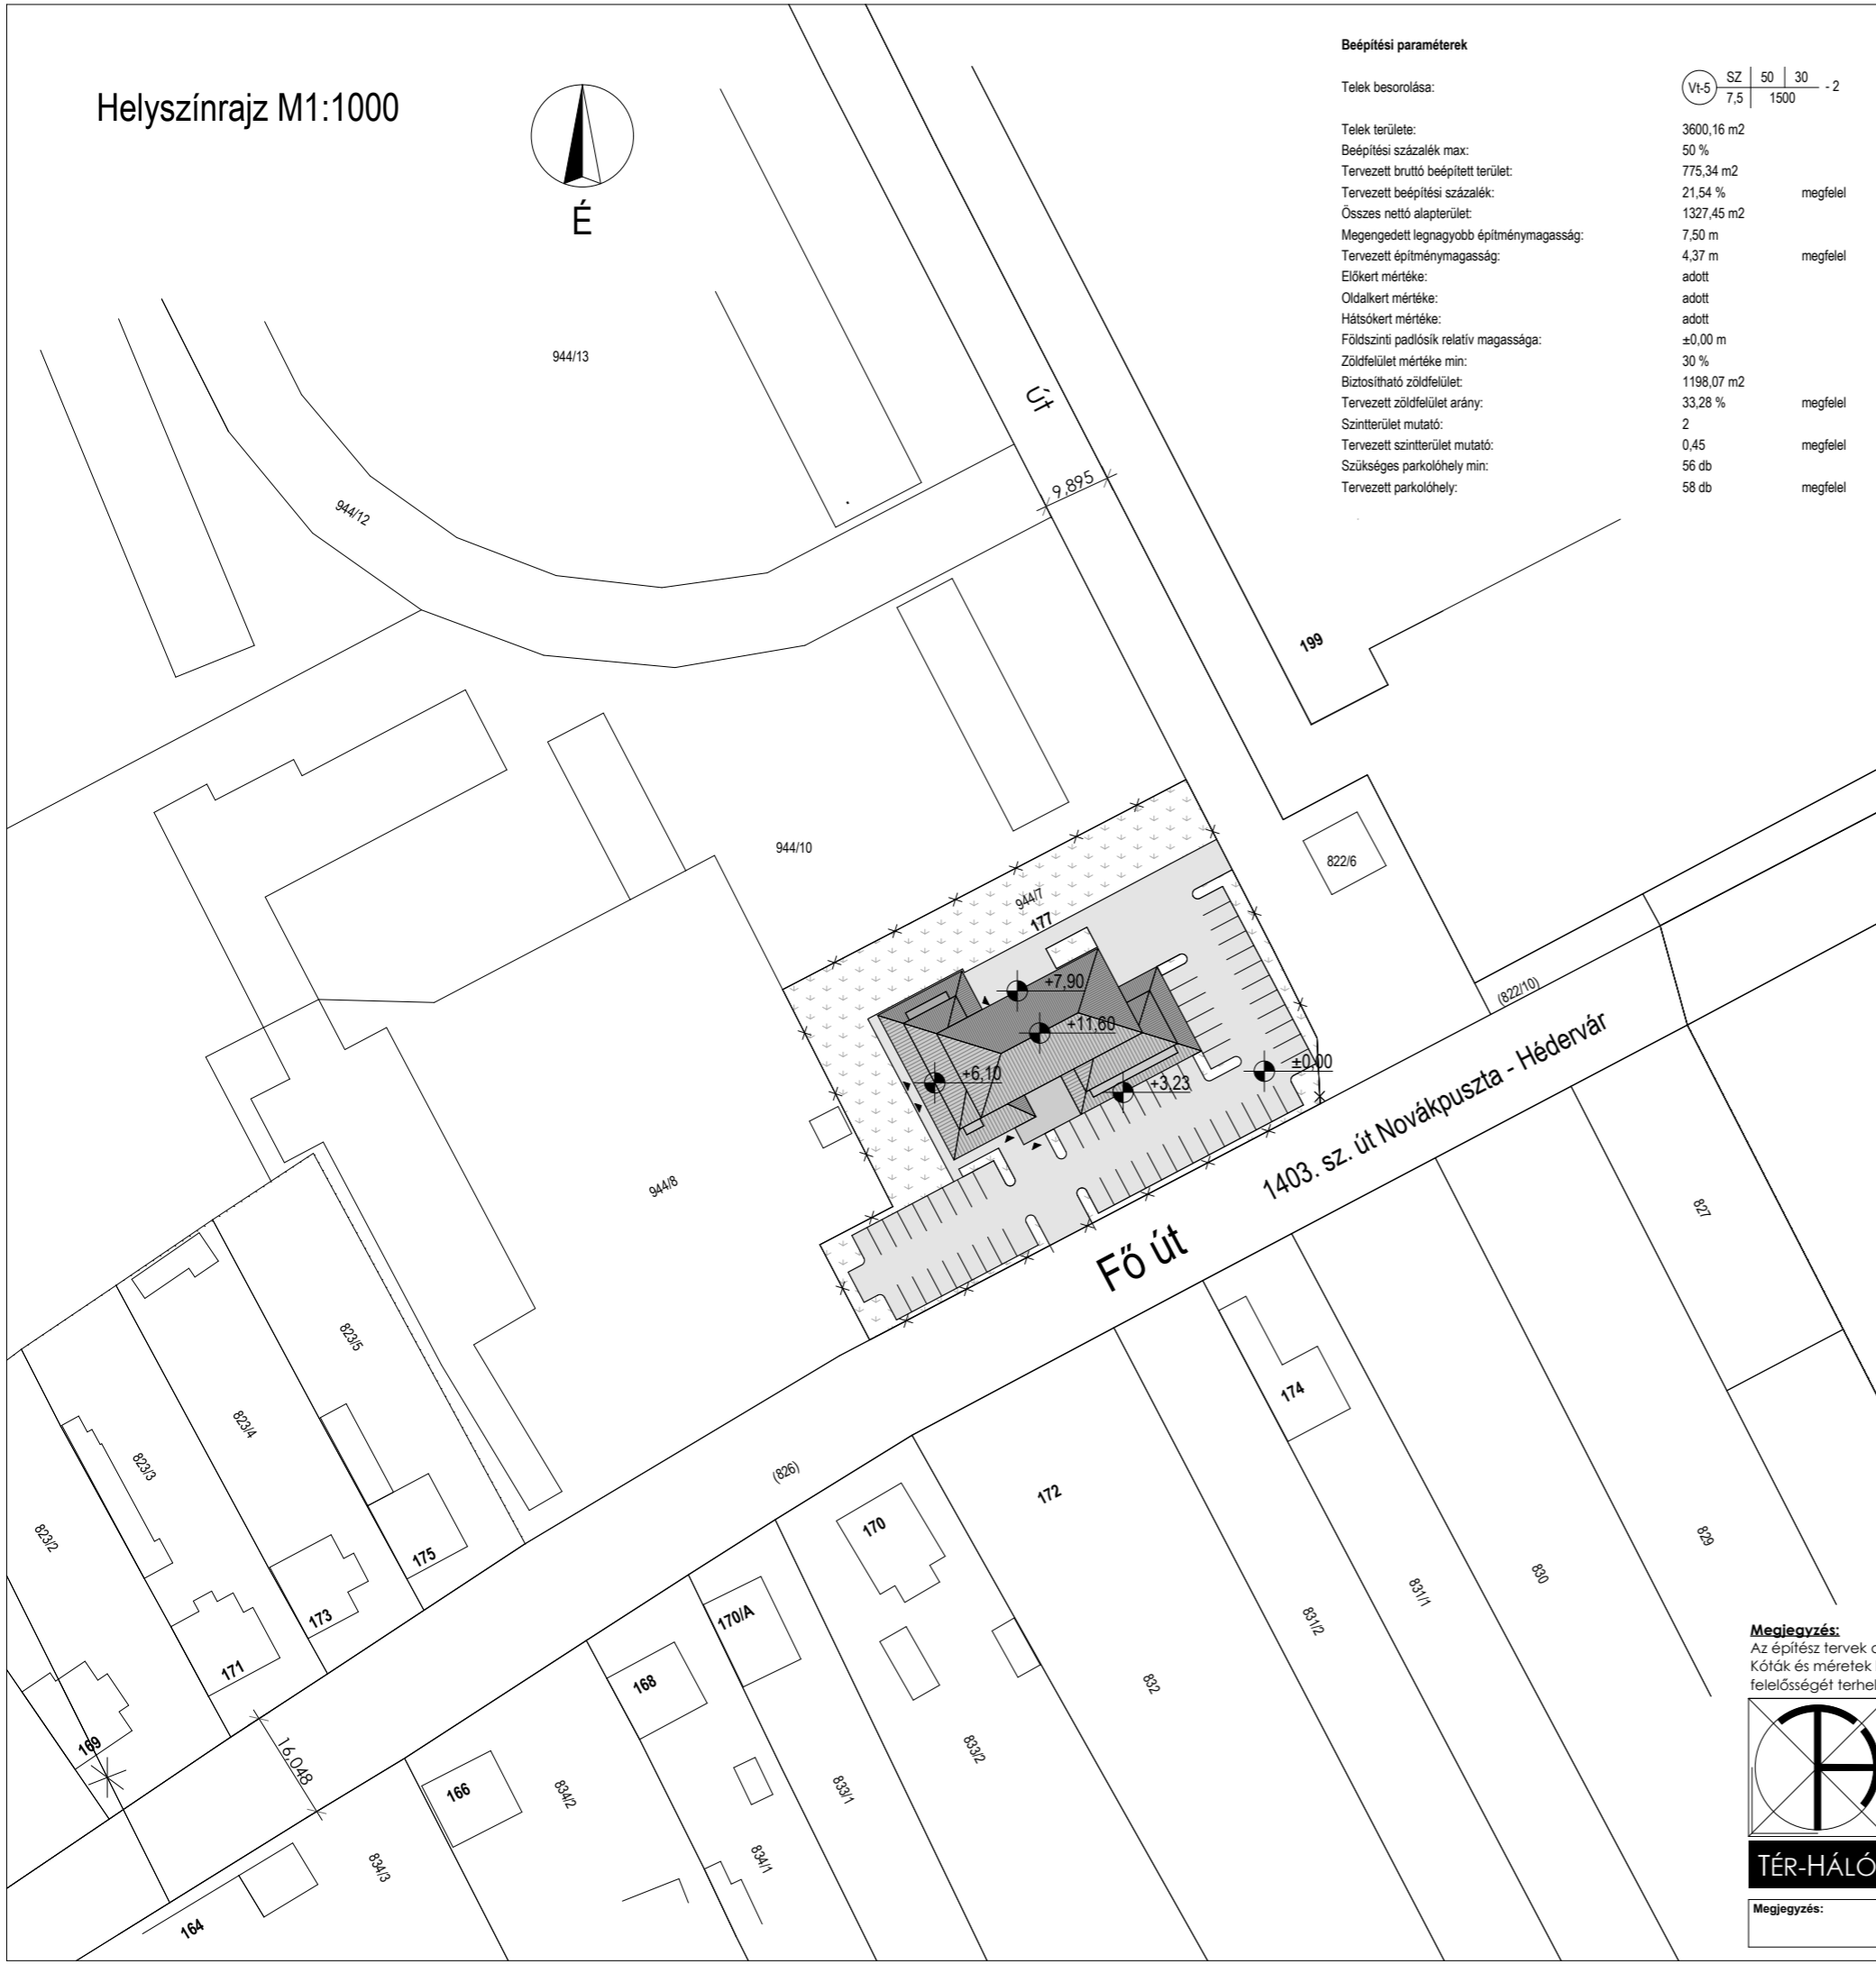 Helyszínrajz M1:1000
É
Beépítési paraméterek
Telek besorolása: Vt-5 SZ 50 30 - 2
7,5 1500
Telek területe: 3600,16 m2
Beépítési százalék max: 50 %
Tervezett bruttó beépített terület: 775,34 m2
Tervezett beépítési százalék: 21,54 % megfelel
Összes nettó alapterület: 1327,45 m2
Megengedett legnagyobb építménymagasság: 7,50 m
Tervezett építménymagasság: 4,37 m megfelel
Előkert mértéke: adott
Oldalkert mértéke: adott
Hátsókert mértéke: adott
Földszinti padlósík relatív magassága: ±0,00 m
Zöldfelület mértéke min: 30 %
Biztosítható zöldfelület: 1198,07 m2
Tervezett zöldfelület arány: 33,28 % megfelel
Szintterület mutató: 2
Tervezett szintterület mutató: 0,45 megfelel
Szükséges parkolóhely min: 56 db
Tervezett parkolóhely: 58 db megfelel
944/13
Út
9,895
944/12
199
944/10
822/6
944/7
177
+7,90
+11,60
+6,10
+3,23
±0,00
(822/10)
1403. sz. út Novákpuszta - Hédervár
Fő út
944/8
827
823/5
823/4
823/3
823/2
174
(826)
172
170
175
173
171
169
170/A
168
166
164
16,048
829
830
831/1
831/2
832
833/2
833/1
834/2
834/1
834/3
Megjegyzés:
Az építész tervek
Kóták és méretek
felelősségét
TÉR-HÁLÓ
Megjegyzés: